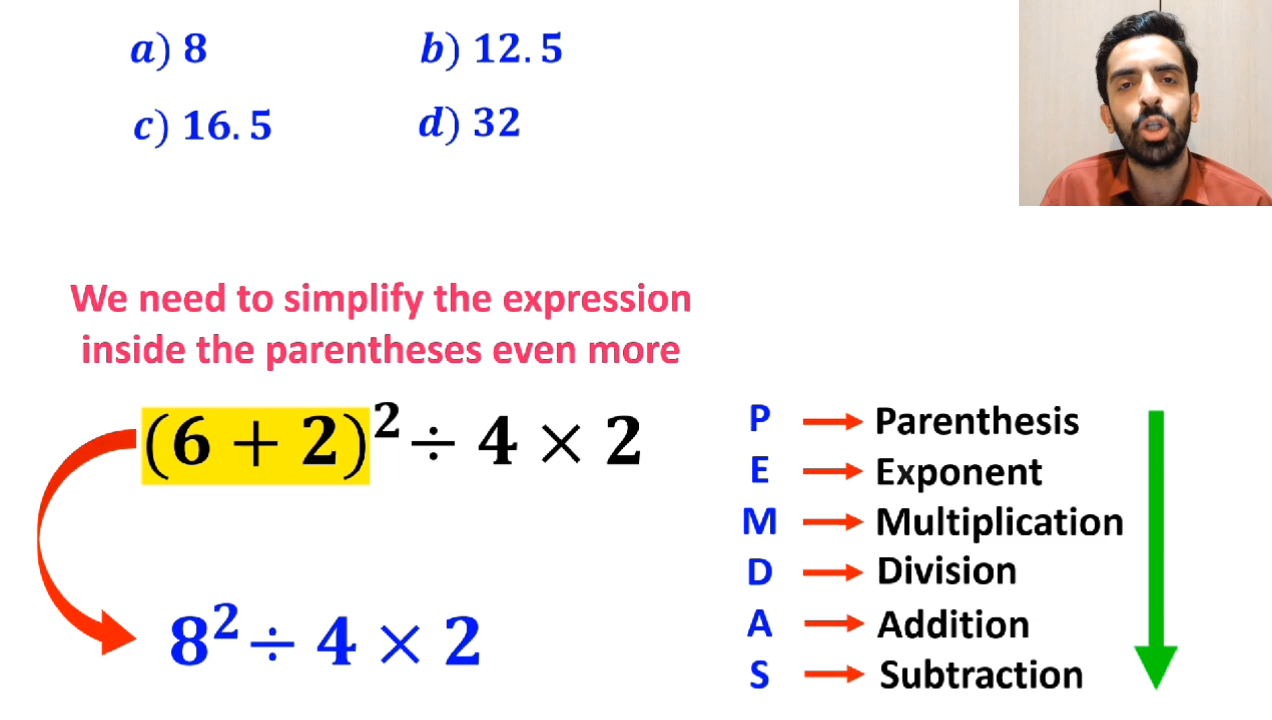 a) 8 b) 12.5
c) 16.5 d) 32
We need to simplify the expression
inside the parentheses even more
(6 + 2)² ÷ 4 × 2
8² ÷ 4 × 2
P Parenthesis
E Exponent
M Multiplication
D Division
A Addition
S Subtraction